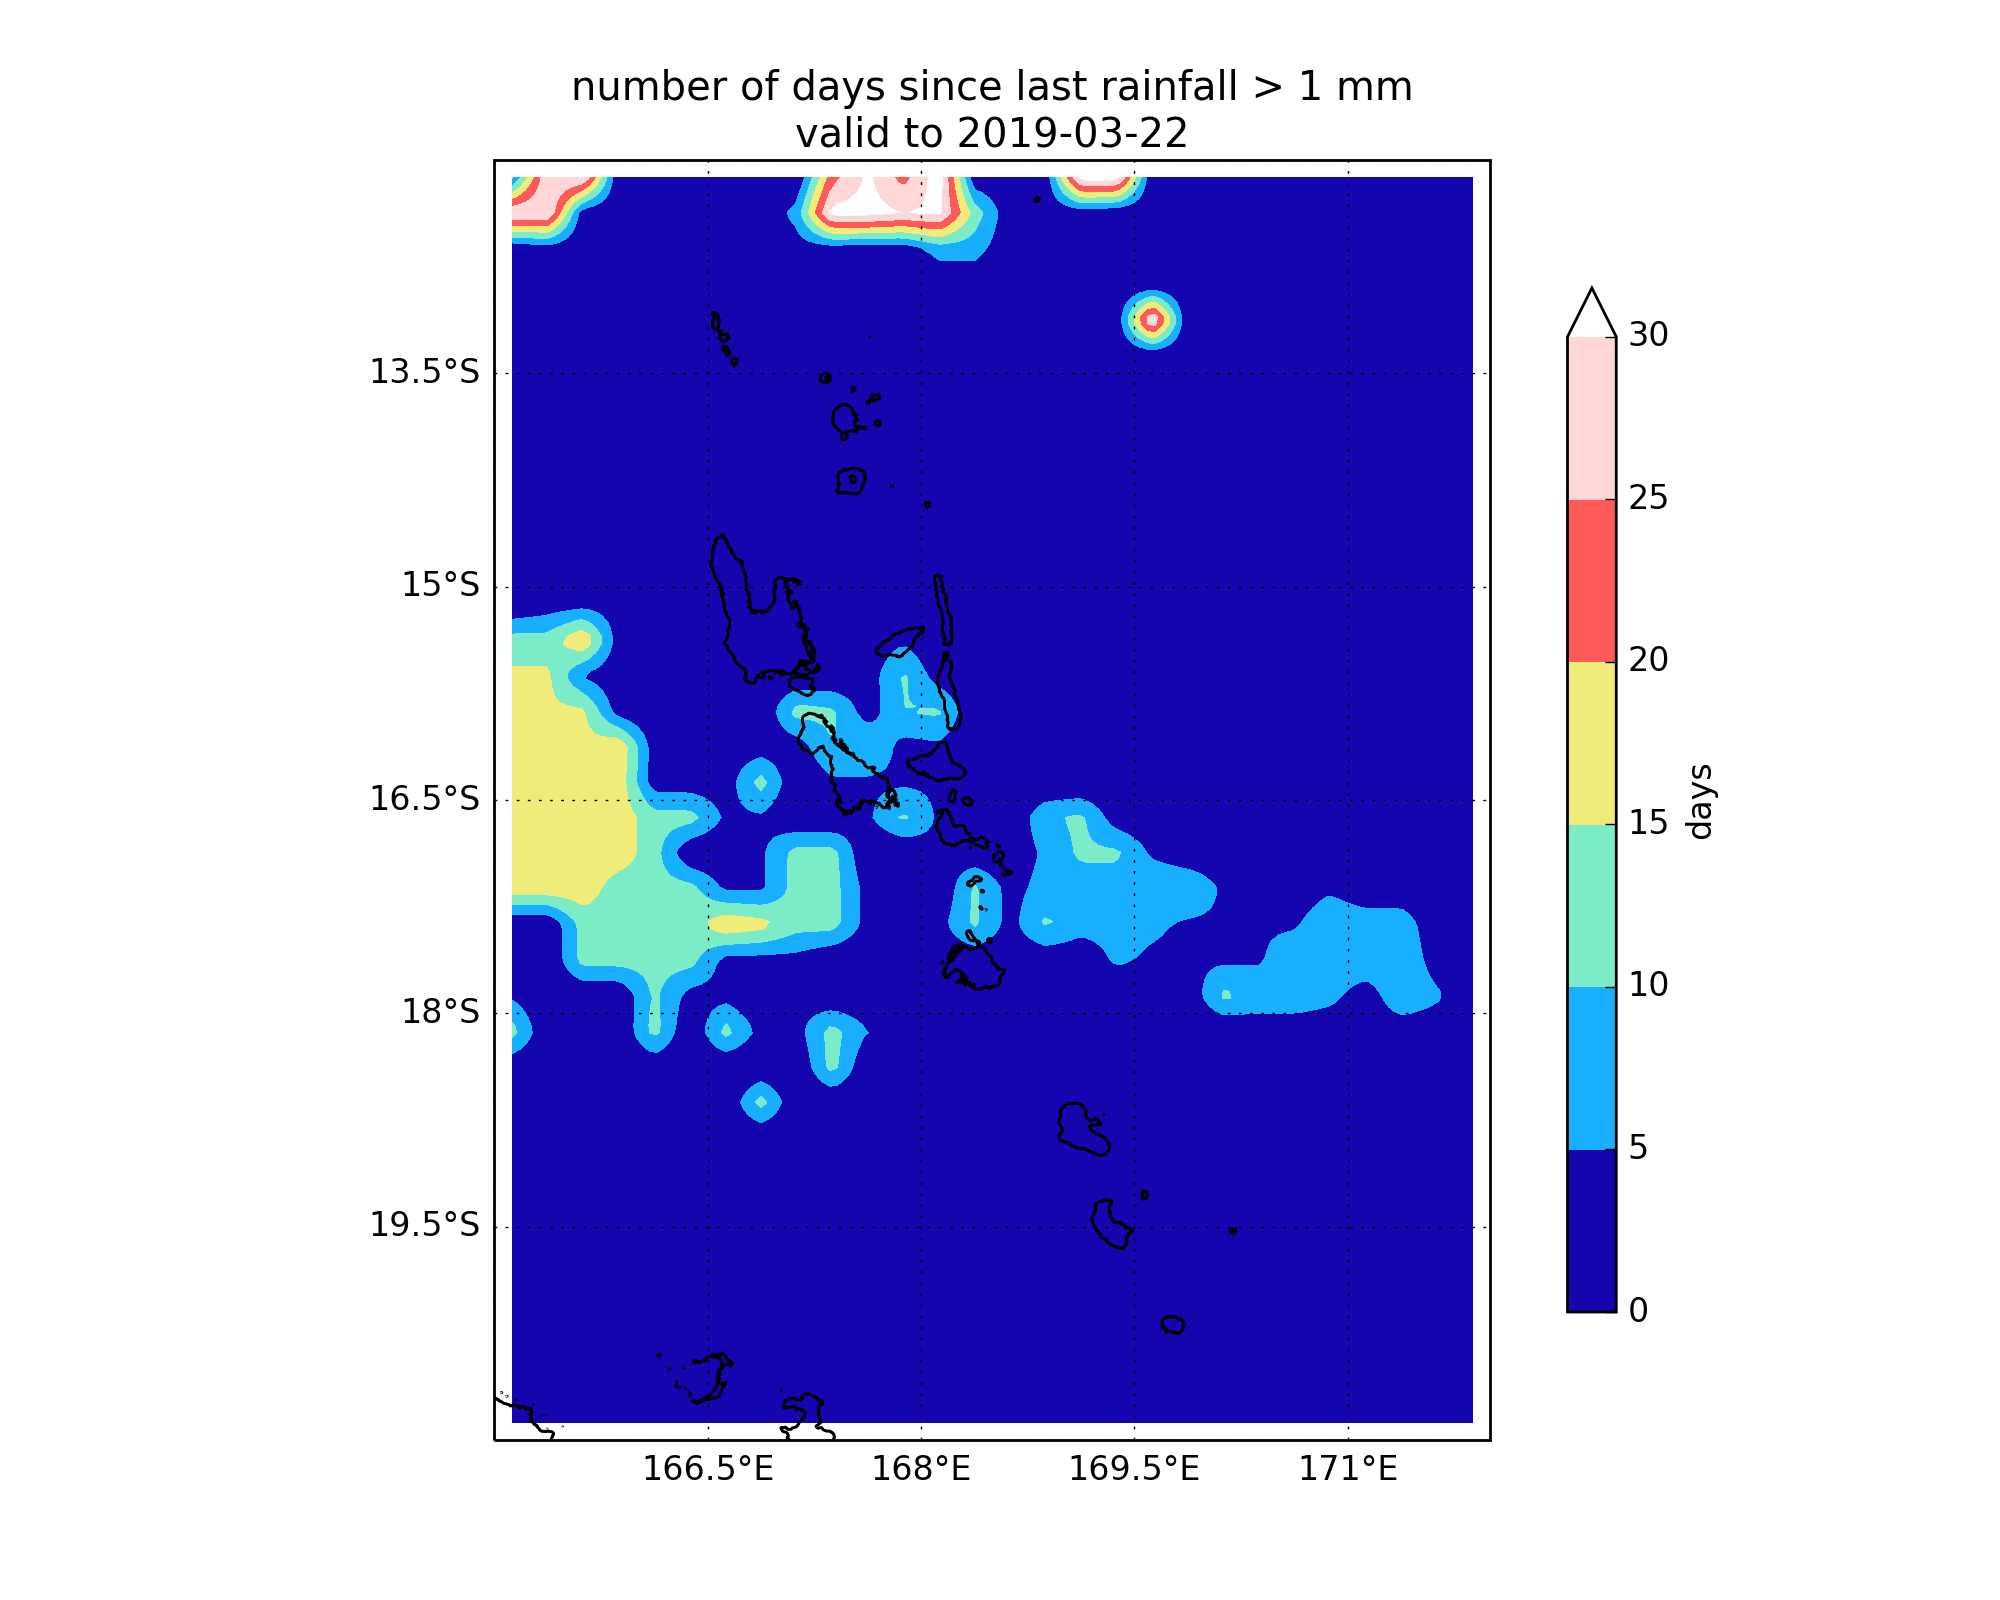 number of days since last rainfall > 1 mm
valid to 2019-03-22
13.5°S
15°S
16.5°S
18°S
19.5°S
166.5°E
168°E
169.5°E
171°E
30
25
20
15
10
5
0
days